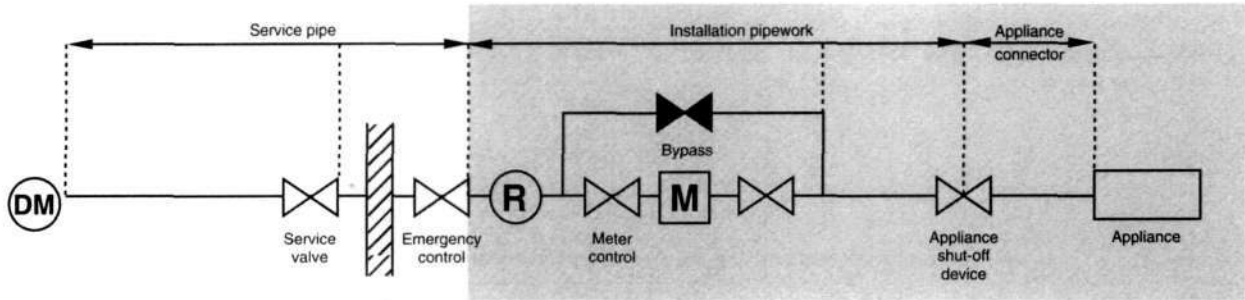 Service pipe
Installation pipework
Appliance
connector
Bypass
DM
R
M
Service
valve
Emergency
control
Meter
control
Appliance
shut-off
device
Appliance